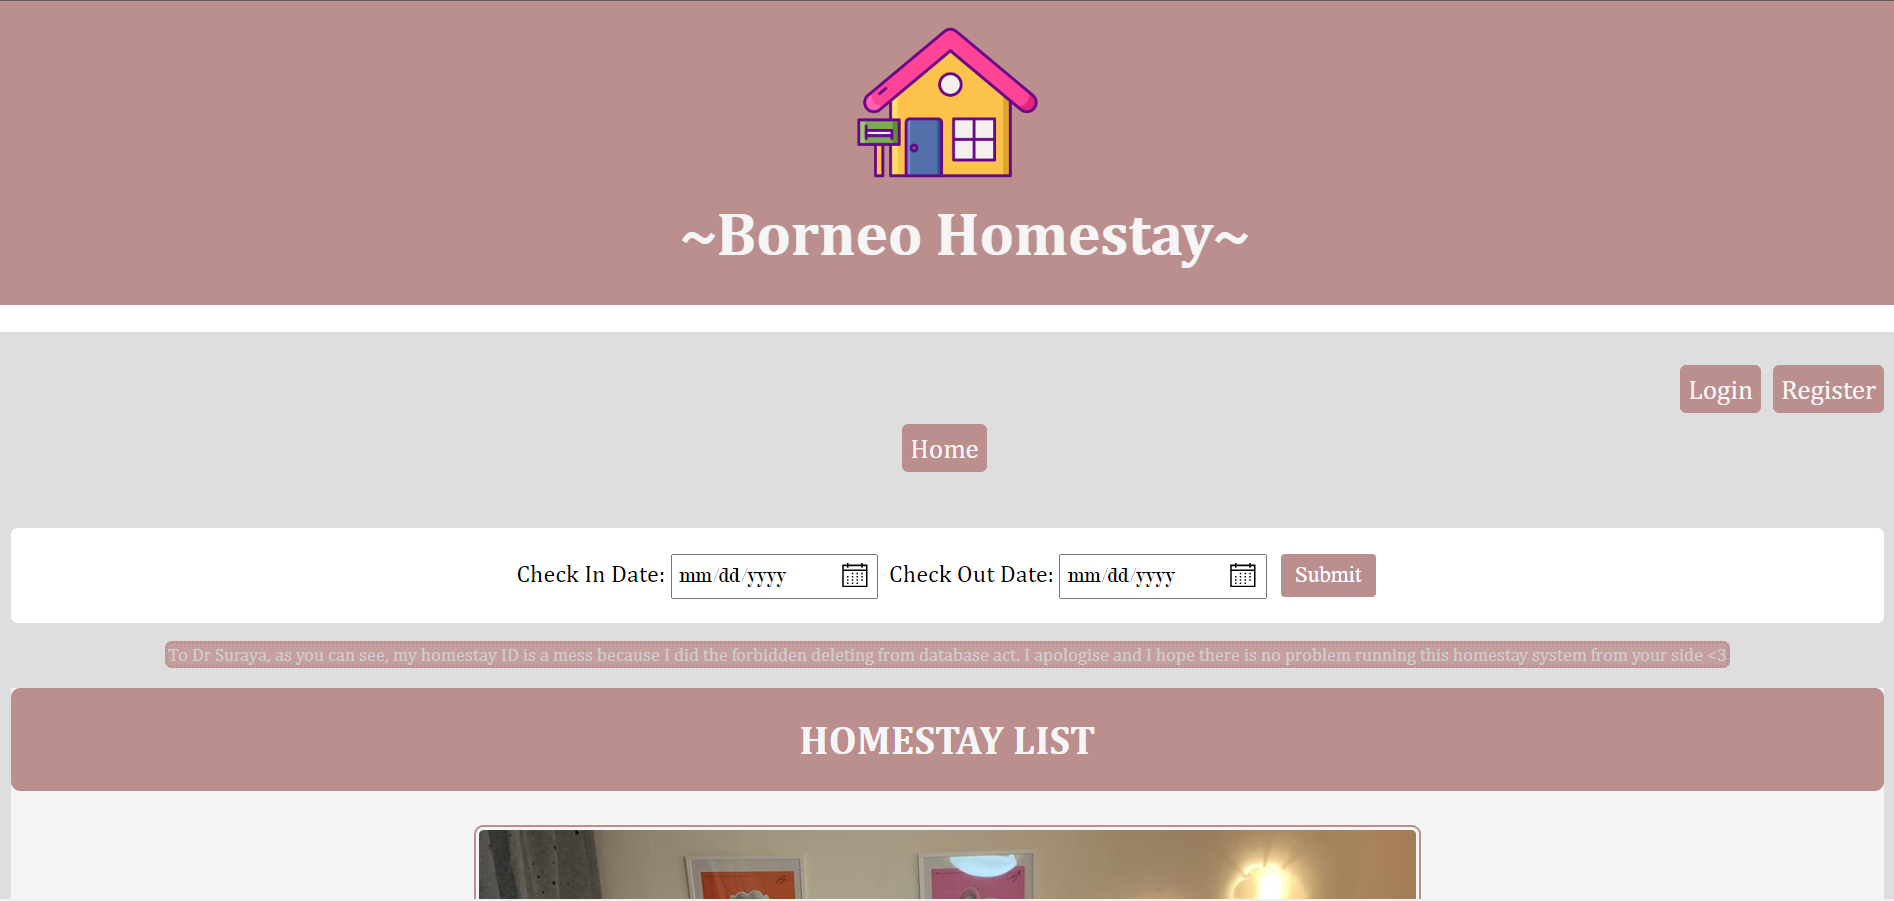 ~Borneo Homestay~
Login Register
Home
Check In Date: mm/dd/yyyy Check Out Date: mm/dd/yyyy Submit
To Dr Suraya, as you can see, my homestay ID is a mess because I did the forbidden deleting from database act. I apologise and I hope there is no problem running this homestay system from your side <3
HOMESTAY LIST